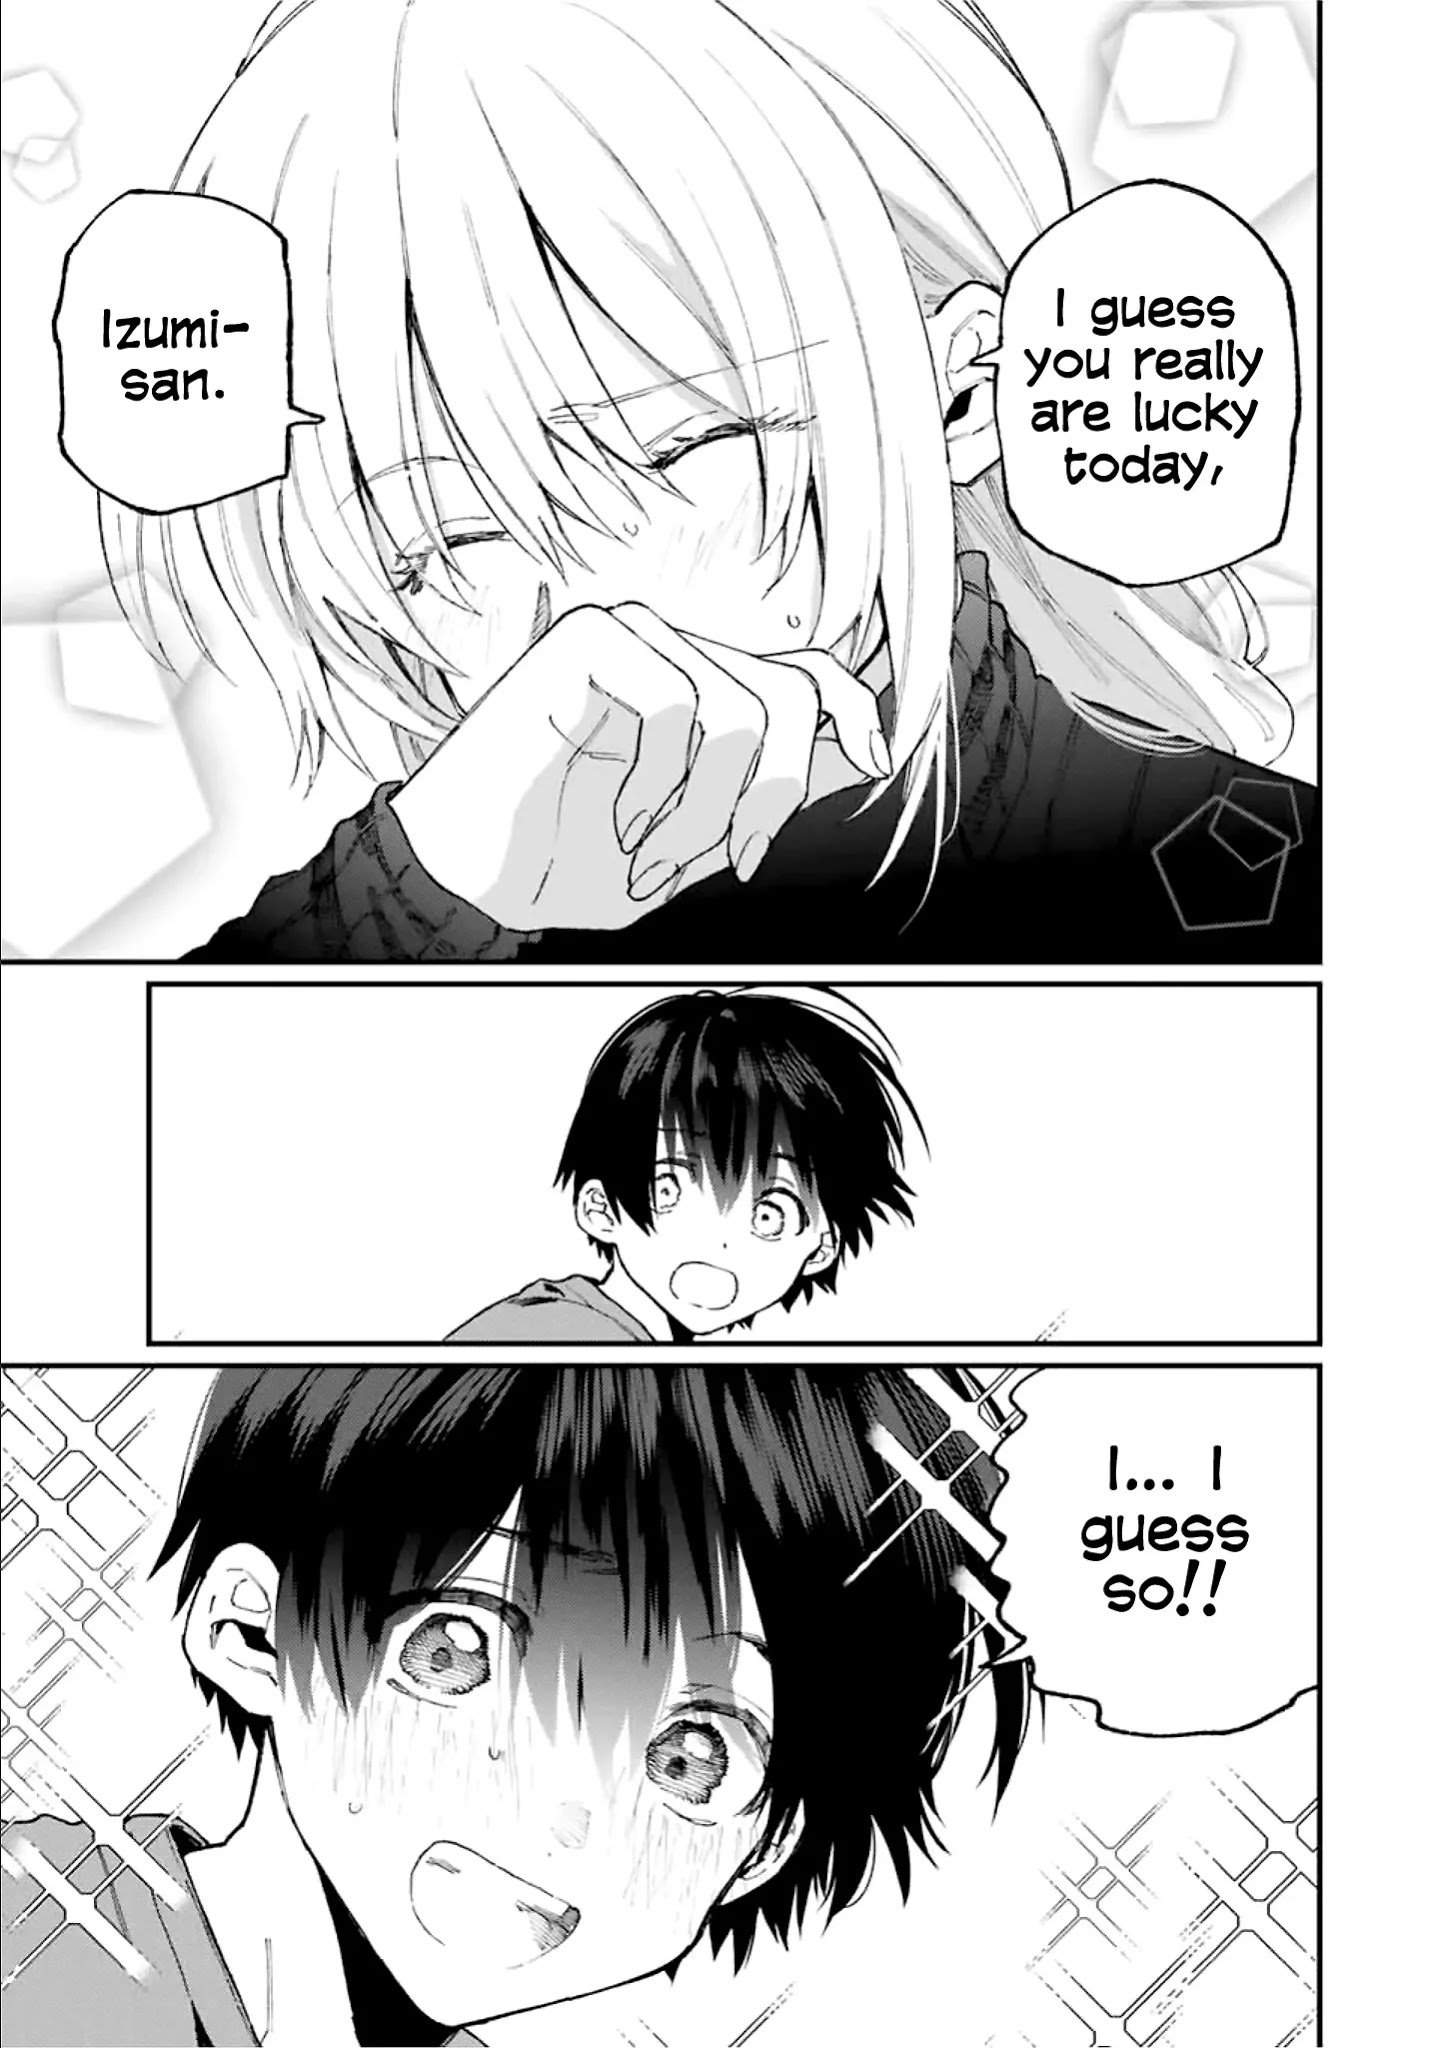 I guess
you really
are lucky
today,
Izumi-
san.
I... I
guess
so!!